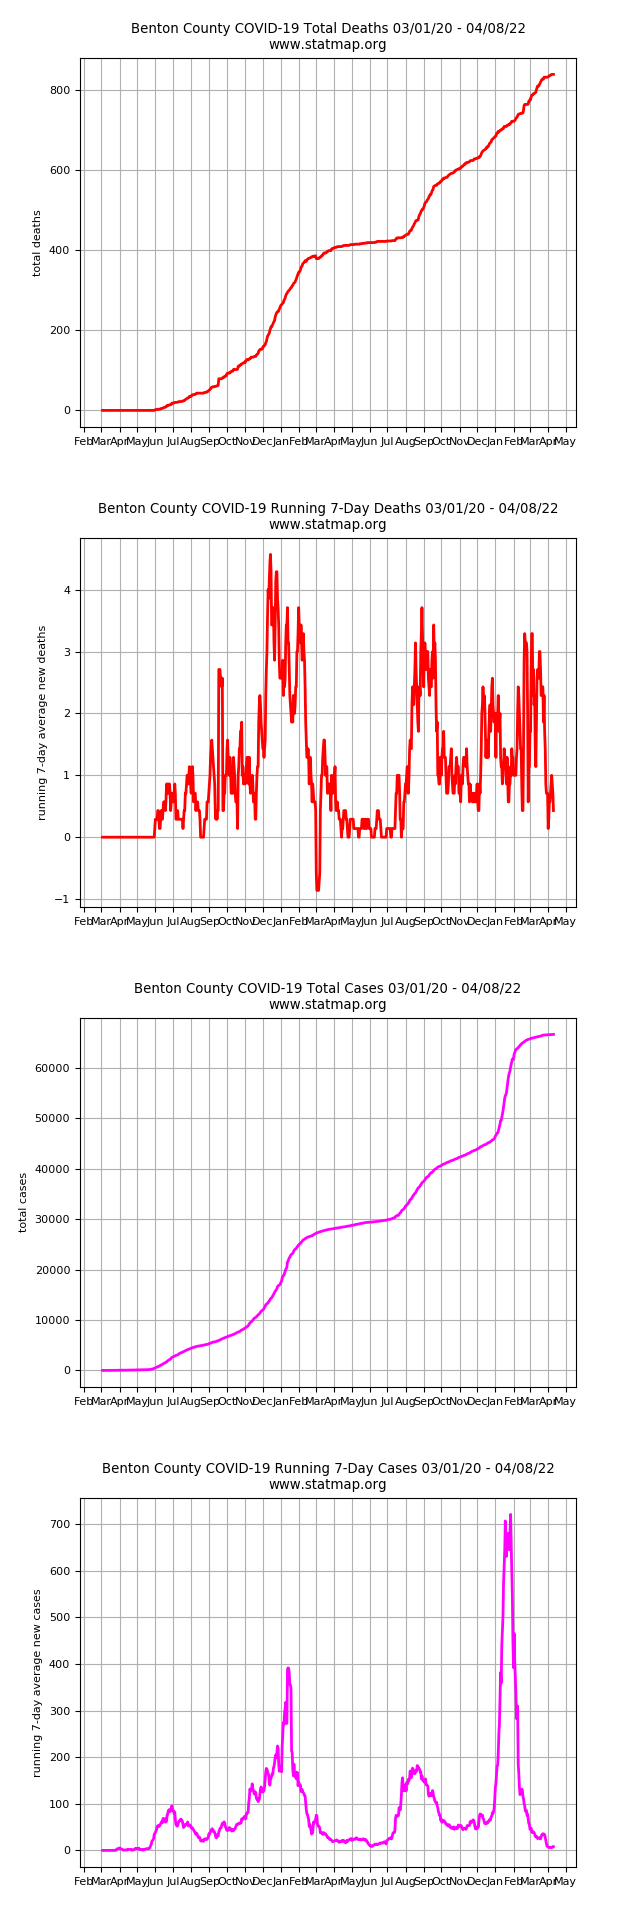 Benton County COVID-19 Total Deaths 03/01/20 - 04/08/22
www.statmap.org
total deaths
800
600
400
200
0
Feb Mar Apr May Jun Jul Aug Sep Oct Nov Dec Jan Feb Mar Apr May Jun Jul Aug Sep Oct Nov Dec Jan Feb Mar Apr May
Benton County COVID-19 Running 7-Day Deaths 03/01/20 - 04/08/22
www.statmap.org
running 7-day average new deaths
4
3
2
1
0
−1
Feb Mar Apr May Jun Jul Aug Sep Oct Nov Dec Jan Feb Mar Apr May Jun Jul Aug Sep Oct Nov Dec Jan Feb Mar Apr May
Benton County COVID-19 Total Cases 03/01/20 - 04/08/22
www.statmap.org
total cases
60000
50000
40000
30000
20000
10000
0
Feb Mar Apr May Jun Jul Aug Sep Oct Nov Dec Jan Feb Mar Apr May Jun Jul Aug Sep Oct Nov Dec Jan Feb Mar Apr May
Benton County COVID-19 Running 7-Day Cases 03/01/20 - 04/08/22
www.statmap.org
running 7-day average new cases
700
600
500
400
300
200
100
0
Feb Mar Apr May Jun Jul Aug Sep Oct Nov Dec Jan Feb Mar Apr May Jun Jul Aug Sep Oct Nov Dec Jan Feb Mar Apr May